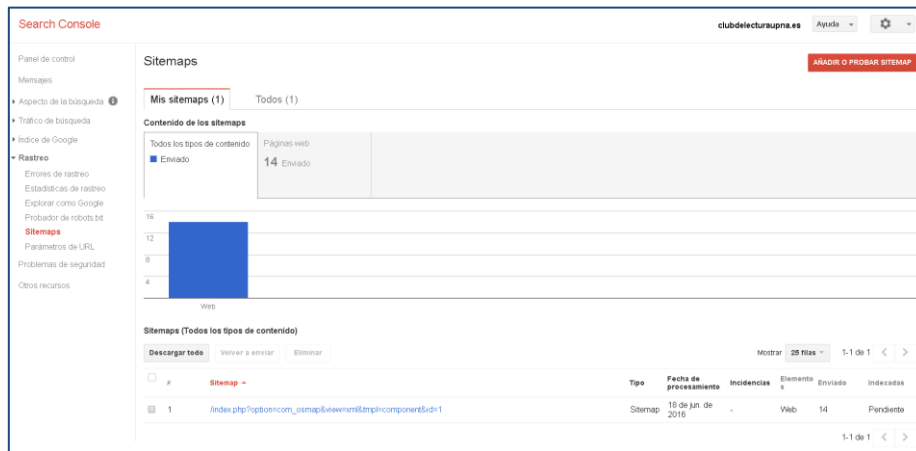 Search Console
clubdelecturaupna.es Ayuda
Panel de control
Mensajes
Aspecto de la búsqueda
Tráfico de búsqueda
Índice de Google
Rastreo
Errores de rastreo
Estadísticas de rastreo
Explorar como Google
Probador de robots.txt
Sitemaps
Parámetros de URL
Problemas de seguridad
Otros recursos
Sitemaps
AÑADIR O PROBAR SITEMAP
Mis sitemaps (1) Todos (1)
Contenido de los sitemaps
Todos los tipos de contenido
Enviado
Páginas web
14 Enviado
16
12
8
4
Web
Sitemaps (Todos los tipos de contenido)
Descargar todo Volver a enviar Eliminar
Mostrar 25 filas 1-1 de 1
# Sitemap Tipo Fecha de procesamiento Incidencias Elementos Enviado Indexadas
1 /index.php?option=com_osmap&view=xml&tmpl=component&id=1 Sitemap 18 de jun. de 2016 - Web 14 Pendiente
1-1 de 1